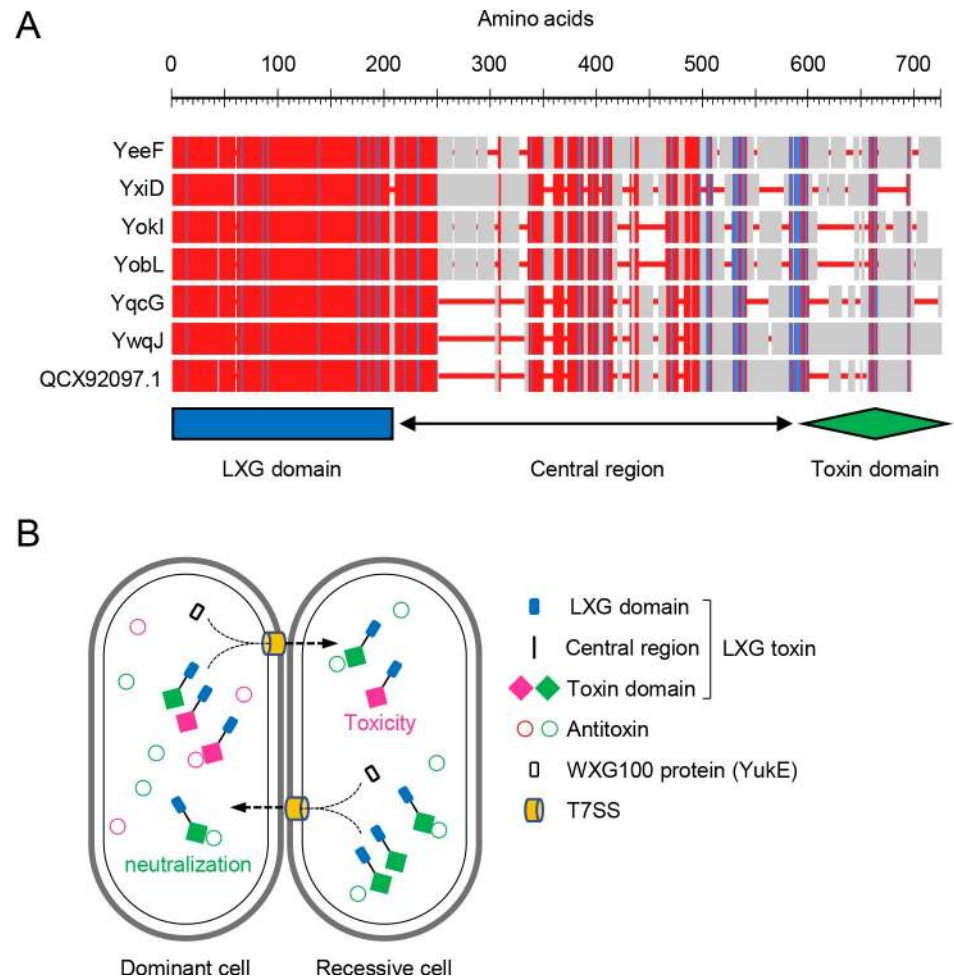 A
Amino acids
0 100 200 300 400 500 600 700
YeeF
YxiD
YokI
YobL
YqcG
YwqJ
QCX92097.1
LXG domain Central region Toxin domain
B
LXG domain
Central region
LXG toxin
Toxin domain
Antitoxin
WXG100 protein (YukE)
T7SS
Toxicity
neutralization
Dominant cell Recessive cell